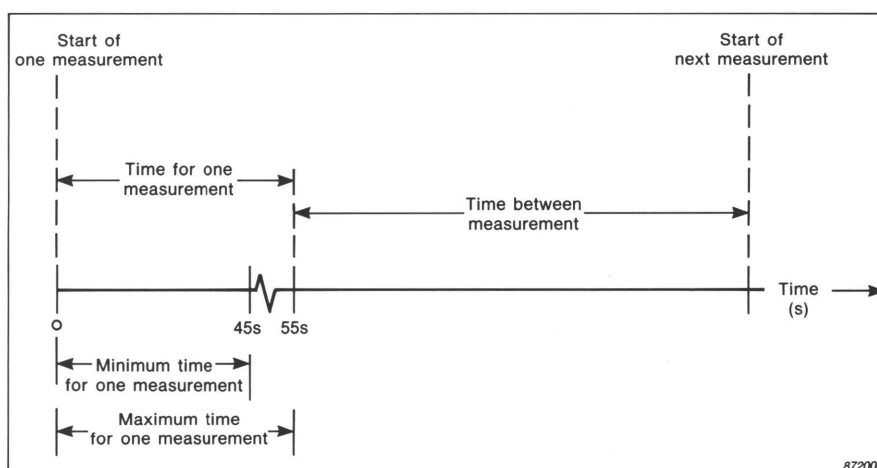 Start of
one measurement
Start of
next measurement
Time for one
measurement
Time between
measurement
Time
(s)
0
45s
55s
Minimum time
for one measurement
Maximum time
for one measurement